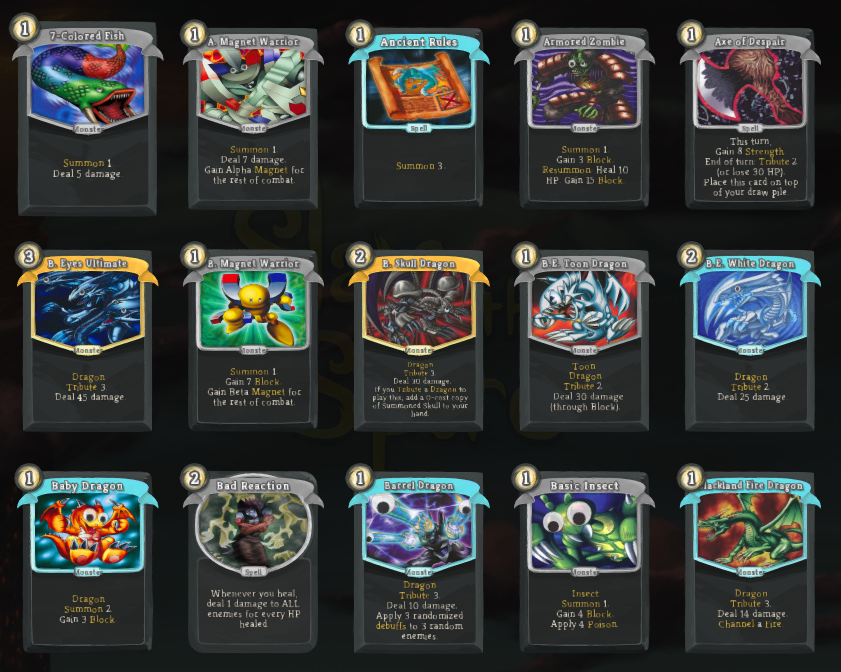 1
7-Colored Fish
Monster
Summon 1
Deal 5 damage.
1
A. Magnet Warrior
Monster
Summon 1.
Deal 7 damage.
Gain Alpha Magnet for
the rest of combat.
1
Ancient Rules
Spell
Summon 3.
1
Armored Zombie
Monster
Summon 1.
Gain 3 Block.
Resummon: Heal 10
HP. Gain 15 Block.
1
Axe of Despair
Spell
This turn,
Gain 8 Strength.
End of turn: Tribute 2
(or lose 30 HP).
Place this card on top
of your draw pile.
3
B. Eyes Ultimate
Monster
Dragon
Tribute 3.
Deal 45 damage.
1
B. Magnet Warrior
Monster
Summon 1
Gain 7 Block.
Gain Beta Magnet for
the rest of combat.
2
B. Skull Dragon
Monster
Dragon
Tribute 3.
Deal 30 damage.
If you Tribute a Dragon to
play this, add a 0-cost copy
of Summoned Skull to your
hand.
1
B.E. Toon Dragon
Monster
Toon
Dragon
Tribute 2.
Deal 30 damage
(through Block).
2
B.E. White Dragon
Monster
Dragon
Tribute 2.
Deal 25 damage.
1
Baby Dragon
Monster
Dragon
Summon 2.
Gain 3 Block.
2
Bad Reaction
Spell
Whenever you heal,
deal 1 damage to ALL
enemies for every HP
healed.
1
Barrel Dragon
Monster
Dragon
Tribute 3.
Deal 10 damage.
Apply 3 randomized
debuffs to 3 random
enemies.
1
Basic Insect
Monster
Insect
Summon 1.
Gain 4 Block.
Apply 4 Poison.
1
lackland Fire Dragon
Monster
Dragon
Tribute 3.
Deal 14 damage.
Channel a Fire